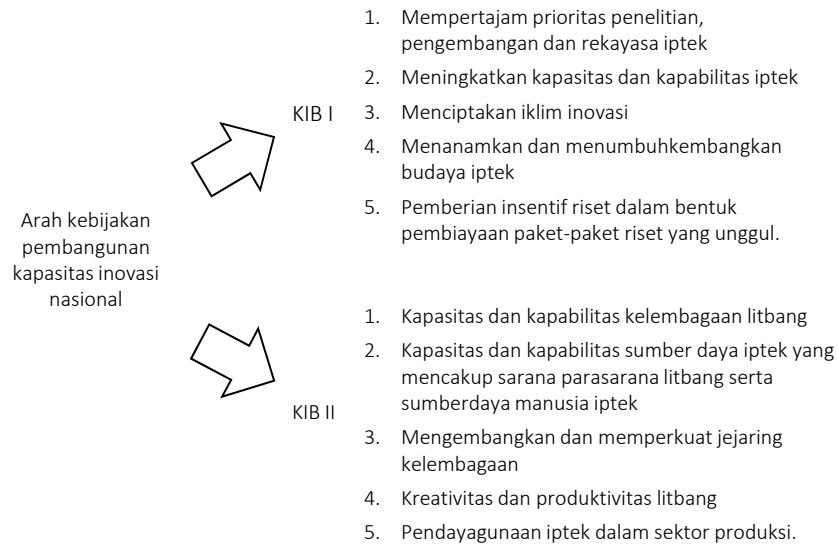 Arah kebijakan
pembangunan
kapasitas inovasi
nasional
KIB I
1. Mempertajam prioritas penelitian,
pengembangan dan rekayasa iptek
2. Meningkatkan kapasitas dan kapabilitas iptek
3. Menciptakan iklim inovasi
4. Menanamkan dan menumbuhkembangkan
budaya iptek
5. Pemberian insentif riset dalam bentuk
pembiayaan paket-paket riset yang unggul.
KIB II
1. Kapasitas dan kapabilitas kelembagaan litbang
2. Kapasitas dan kapabilitas sumber daya iptek yang
mencakup sarana parasarana litbang serta
sumberdaya manusia iptek
3. Mengembangkan dan memperkuat jejaring
kelembagaan
4. Kreativitas dan produktivitas litbang
5. Pendayagunaan iptek dalam sektor produksi.